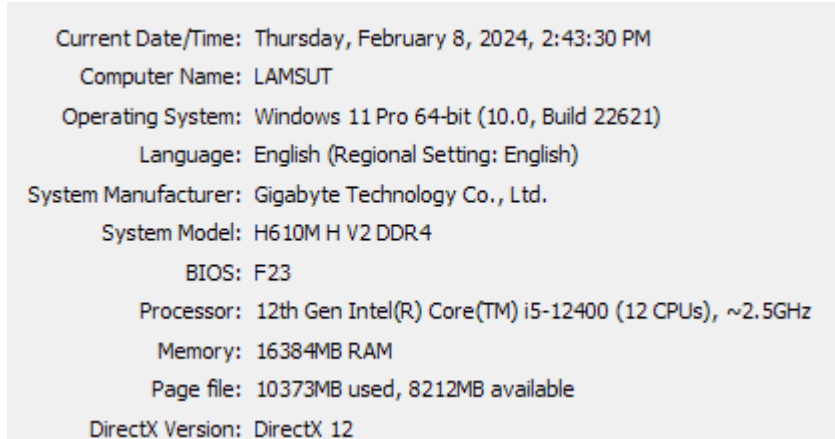 Current Date/Time: Thursday, February 8, 2024, 2:43:30 PM
Computer Name: LAMSUT
Operating System: Windows 11 Pro 64-bit (10.0, Build 22621)
Language: English (Regional Setting: English)
System Manufacturer: Gigabyte Technology Co., Ltd.
System Model: H610M H V2 DDR4
BIOS: F23
Processor: 12th Gen Intel(R) Core(TM) i5-12400 (12 CPUs), ~2.5GHz
Memory: 16384MB RAM
Page file: 10373MB used, 8212MB available
DirectX Version: DirectX 12